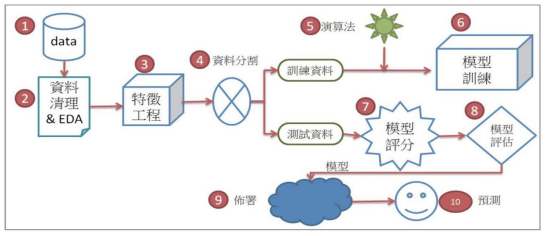 1
data
2
資料
清理
& EDA
3
特徵
工程
4 資料分割
訓練資料
測試資料
5 演算法
6
模型
訓練
7
模型
評分
8
模型
評估
模型
9 佈署
10 預測